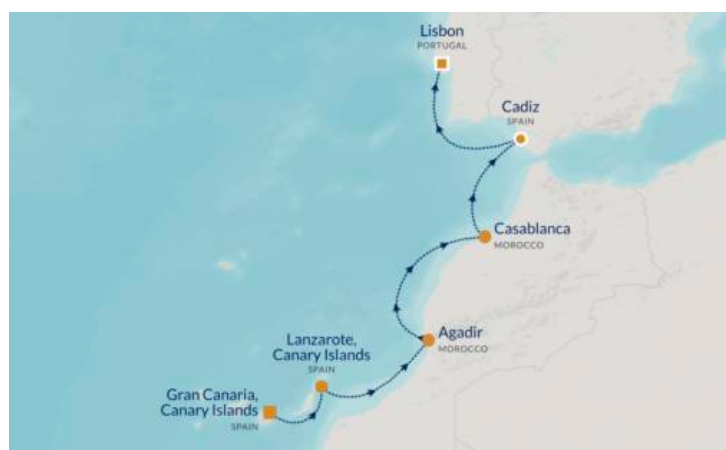 Lisbon
PORTUGAL
Cadiz
SPAIN
Casablanca
MOROCCO
Agadir
MOROCCO
Lanzarote,
Canary Islands
SPAIN
Gran Canaria,
Canary Islands
SPAIN